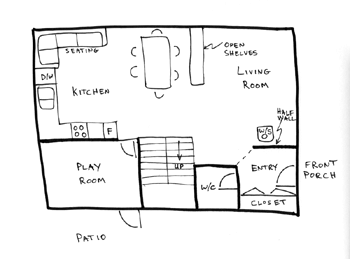 SEATING
OPEN
SHELVES
D/W
KITCHEN
LIVING
ROOM
HALF
WALL
W/S
F
PLAY
ROOM
UP
W/C
ENTRY
FRONT
PORCH
CLOSET
PATIO